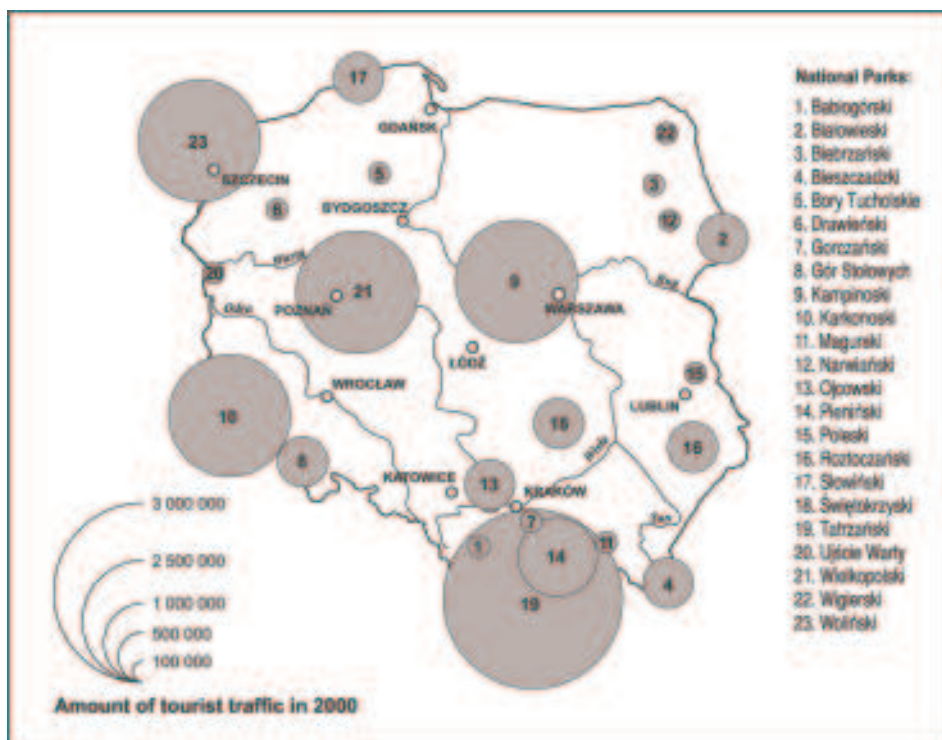 17
GDAŃSK
23
SZCZECIN
22
5
3
6
BYDGOSZCZ
12
2
20
21
POZNAŃ
9
WARSZAWA
Bug
Odra
ŁÓDŹ
WROCŁAW
15
LUBLIN
10
18
16
8
KATOWICE
13
KRAKÓW
Wisła
San
7
1
11
14
4
19
3 000 000
2 500 000
1 000 000
500 000
100 000
Amount of tourist traffic in 2000
National Parks:
1. Babiogórski
2. Białowieski
3. Biebrzański
4. Bieszczadzki
5. Bory Tucholskie
6. Drawieński
7. Gorczański
8. Gór Stołowych
9. Kampinoski
10. Karkonoski
11. Magurski
12. Narwiański
13. Ojcowski
14. Pieniński
15. Poleski
16. Roztoczański
17. Słowiński
18. Świętokrzyski
19. Tatrzański
20. Ujście Warty
21. Wielkopolski
22. Wigierski
23. Woliński